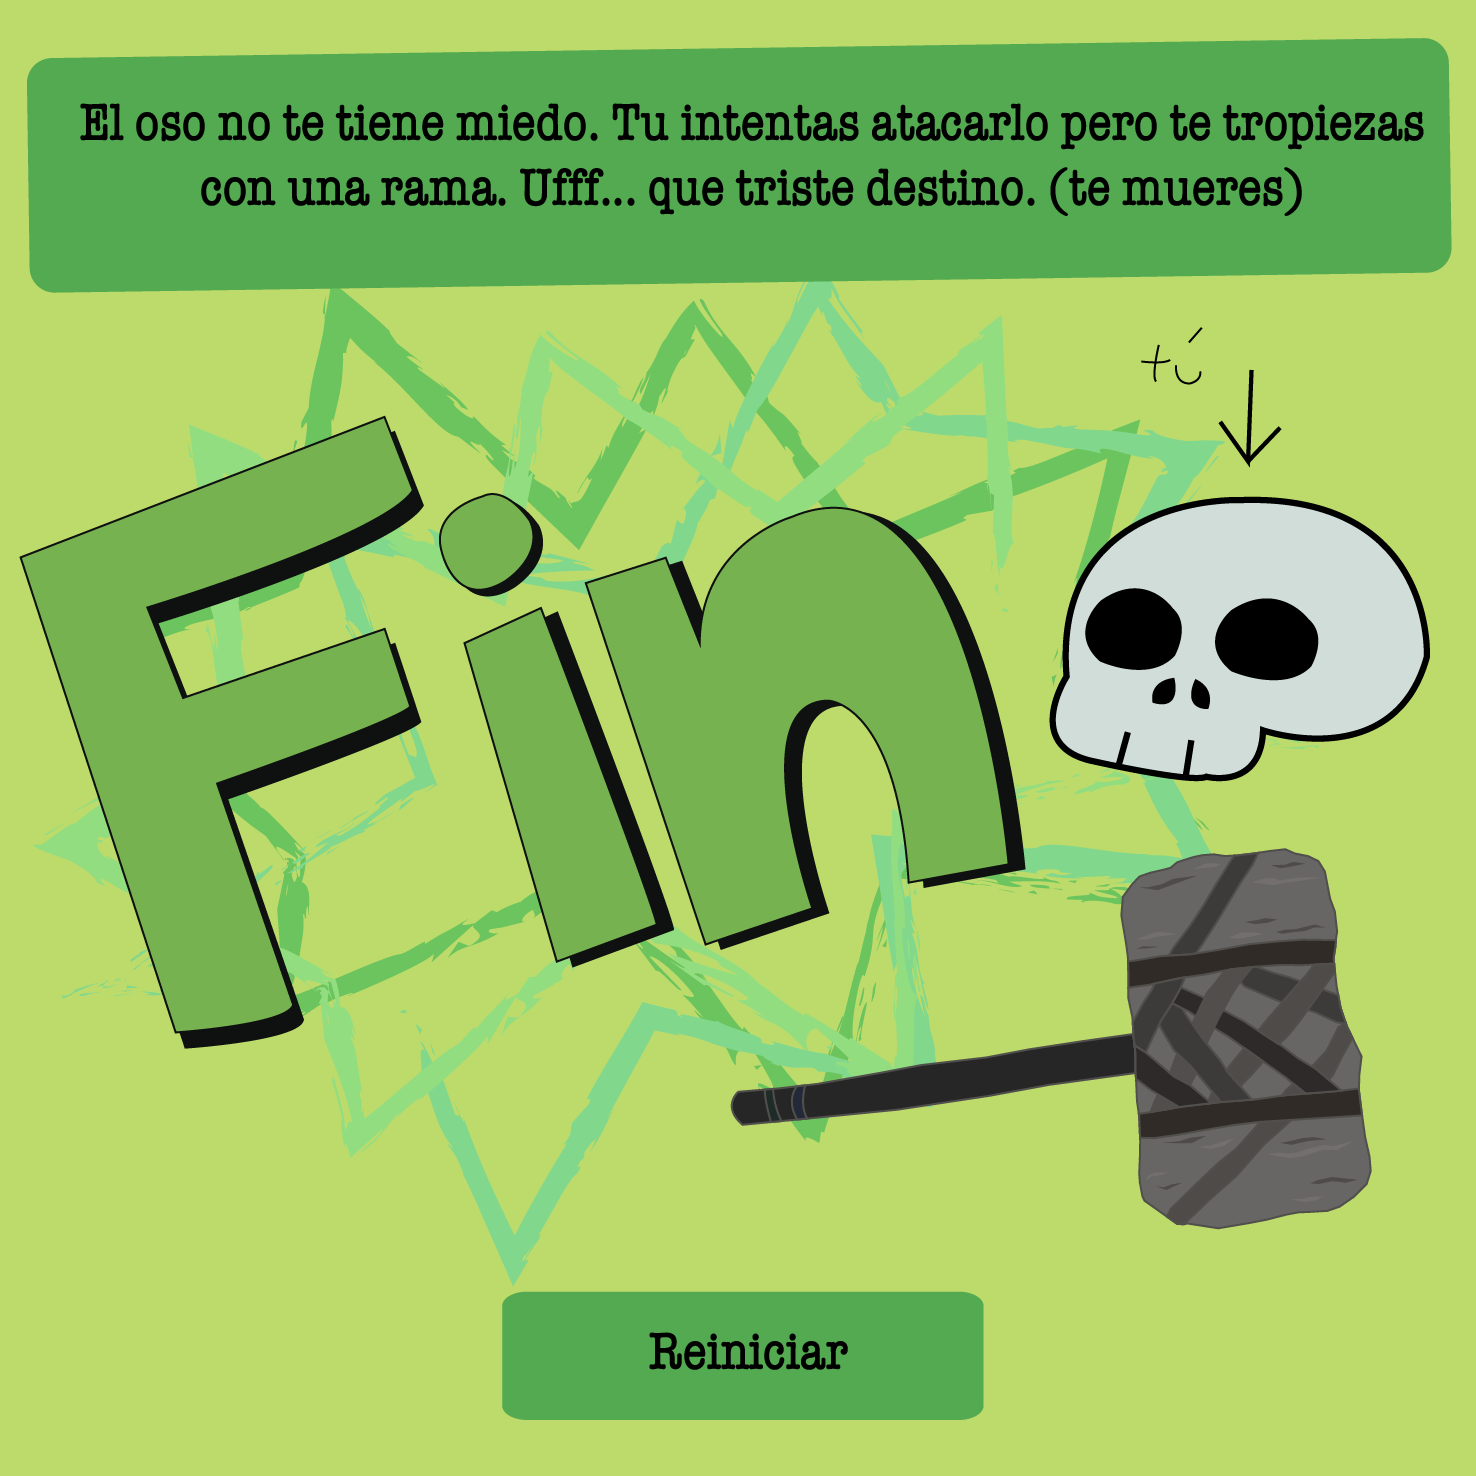 El oso no te tiene miedo. Tu intentas atacarlo pero te tropiezas
con una rama. Ufff... que triste destino. (te mueres)
tú
Fin
Reiniciar